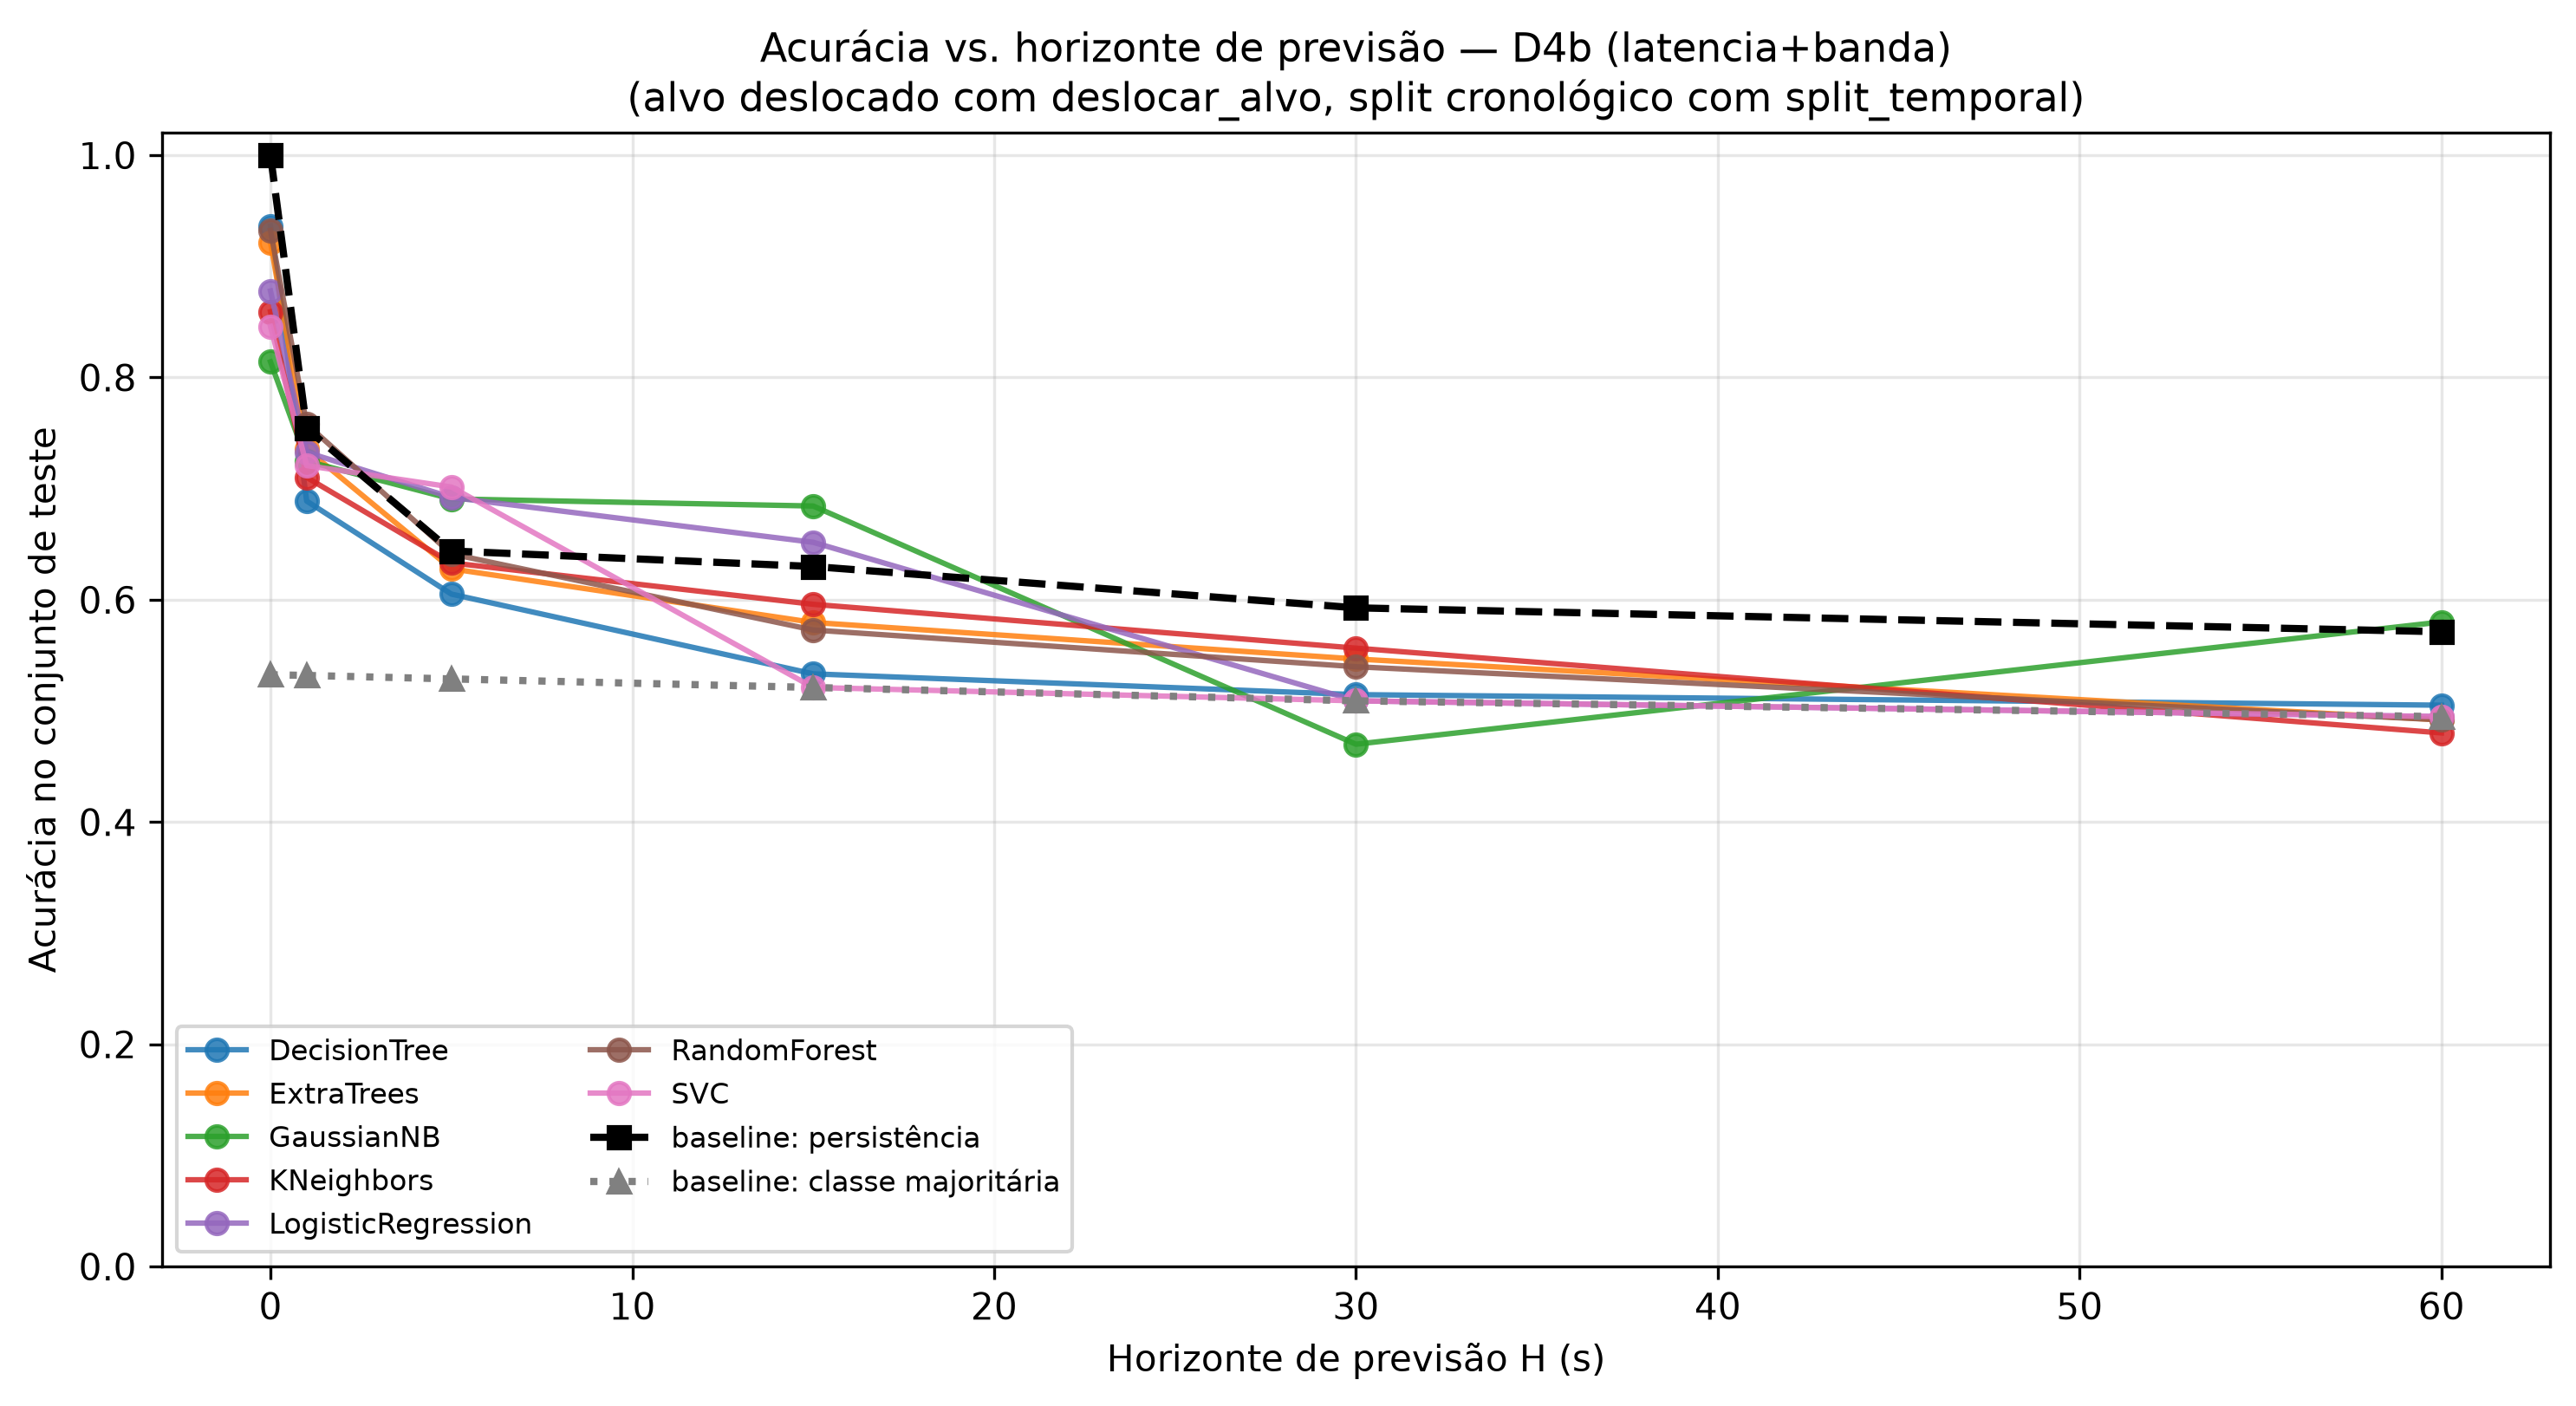 Acurácia vs. horizonte de previsão — D4b (latencia+banda)
(alvo deslocado com deslocar_alvo, split cronológico com split_temporal)
Acurácia no conjunto de teste
1.0
0.8
0.6
0.4
0.2
0.0
DecisionTree
ExtraTrees
GaussianNB
KNeighbors
LogisticRegression
RandomForest
SVC
baseline: persistência
baseline: classe majoritária
0 10 20 30 40 50 60
Horizonte de previsão H (s)